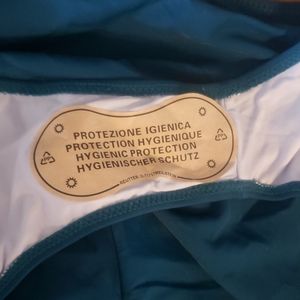 PROTEZIONE IGIENICA
PROTECTION HYGIENIQUE
HYGIENIC PROTECTION
HYGIENISCHER SCHUTZ